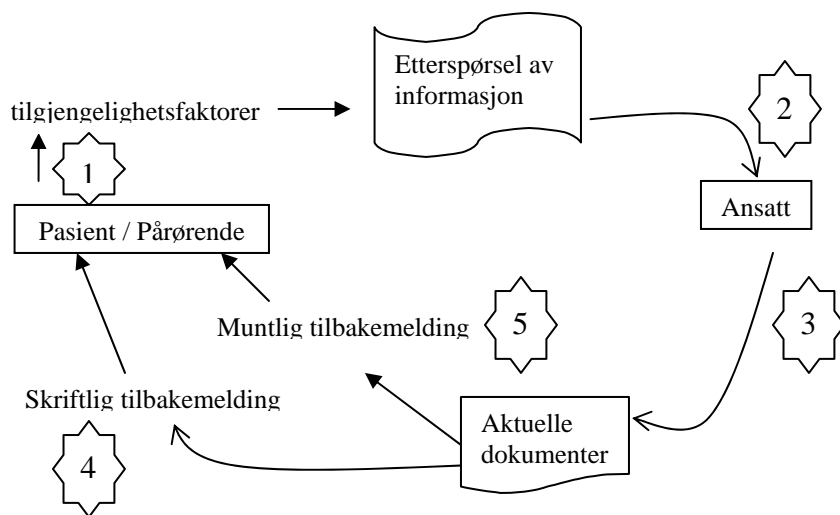 Etterspørsel av
informasjon
2
tilgjengelighetsfaktorer
1
Ansatt
Pasient / Pårørende
5
3
Muntlig tilbakemelding
Skriftlig tilbakemelding
Aktuelle
dokumenter
4